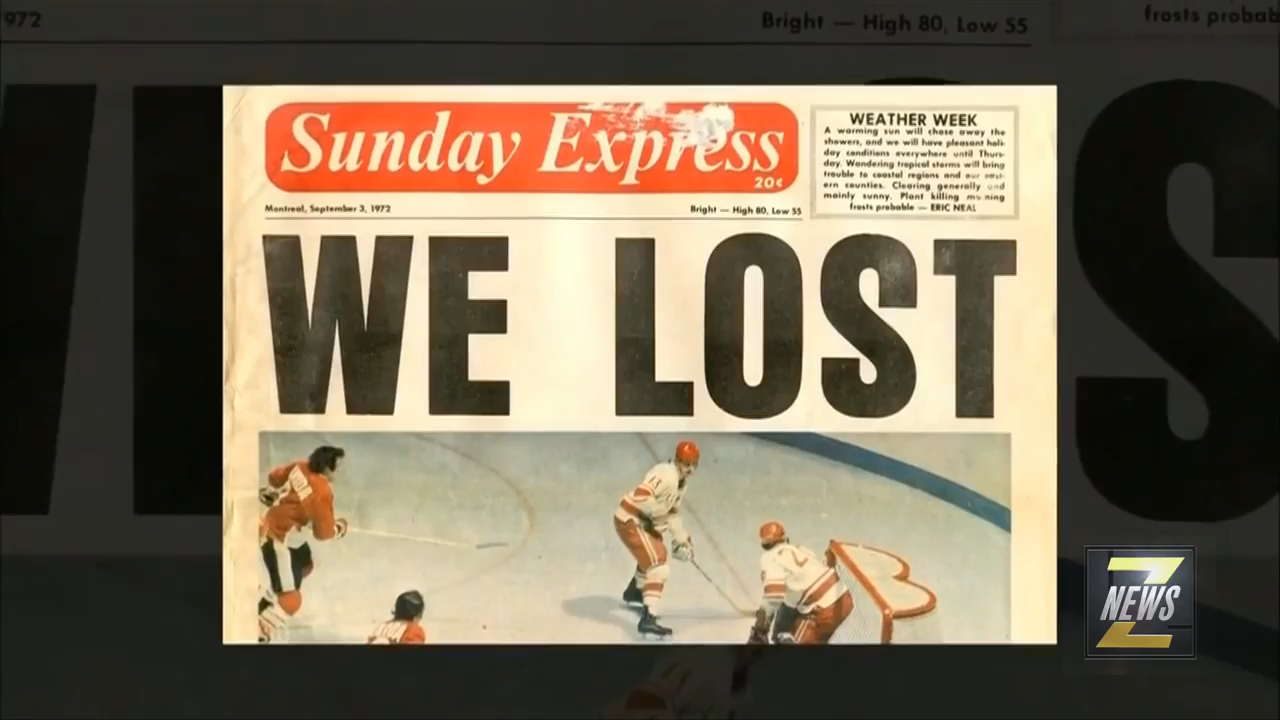 972
Bright — High 80, Low 55
frosts probab
Sunday Express
20¢
WEATHER WEEK
A warming sun will chase away the
showers, and we will have pleasant holi-
day conditions everywhere until Thurs-
day. Wandering tropical storms will bring
trouble to coastal regions and our east-
ern counties. Clearing generally and
mainly sunny. Plant killing morning
frosts probable — ERIC NEAL
Montreal, September 3, 1972
Bright — High 80, Low 55
WE LOST
Z
NEWS